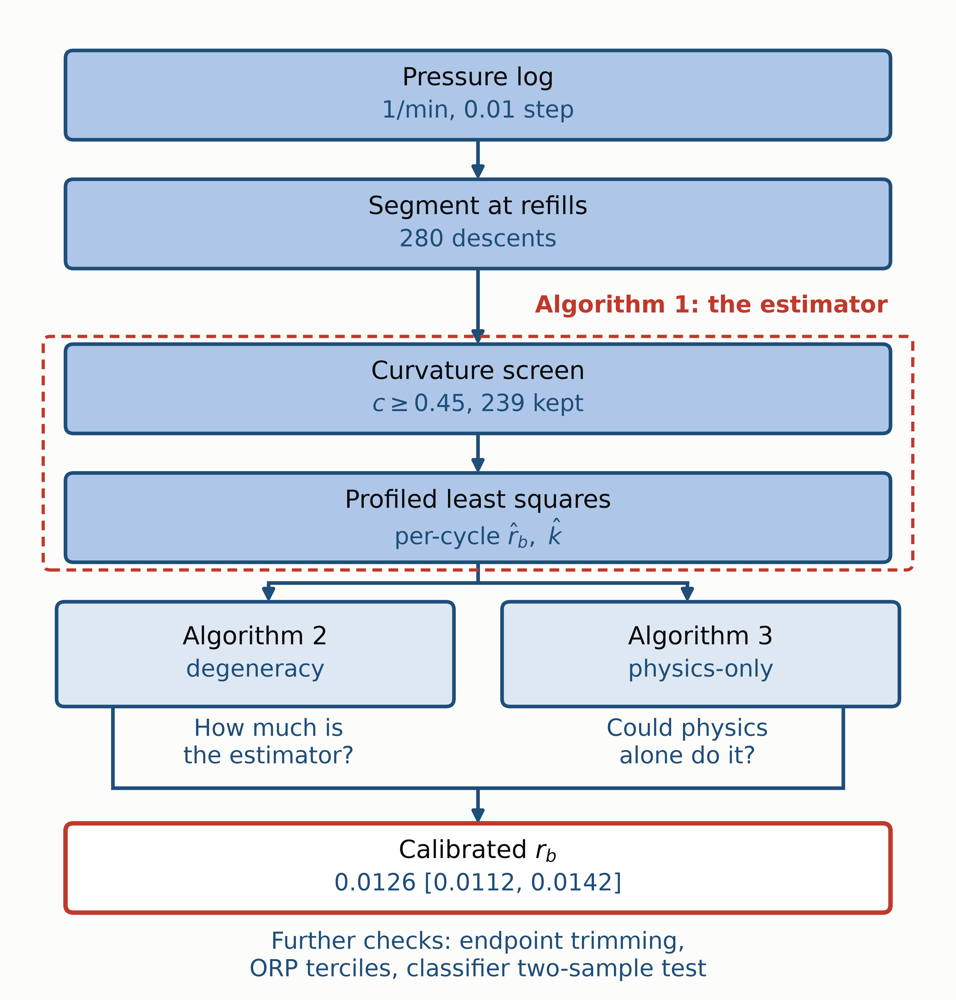 Pressure log
1/min, 0.01 step
Segment at refills
280 descents
Algorithm 1: the estimator
Curvature screen
c ≥ 0.45, 239 kept
Profiled least squares
per-cycle r̂_b, k̂
Algorithm 2
degeneracy
Algorithm 3
physics-only
How much is
the estimator?
Could physics
alone do it?
Calibrated r_b
0.0126 [0.0112, 0.0142]
Further checks: endpoint trimming,
ORP terciles, classifier two-sample test